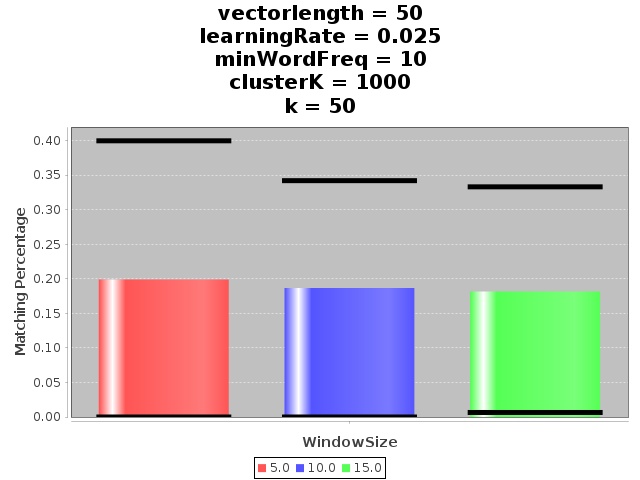 vectorlength = 50
learningRate = 0.025
minWordFreq = 10
clusterK = 1000
k = 50
0.40
0.35
0.30
0.25
0.20
0.15
0.10
0.05
0.00
Matching Percentage
WindowSize
5.0 10.0 15.0